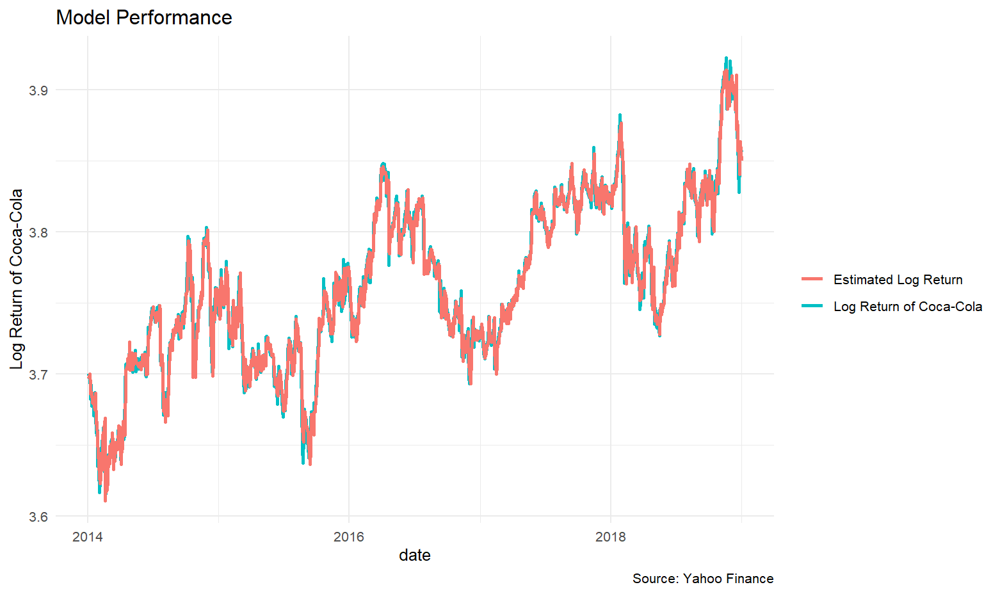 Model Performance
Log Return of Coca-Cola
3.9
3.8
3.7
3.6
2014
2016
2018
date
Estimated Log Return
Log Return of Coca-Cola
Source: Yahoo Finance